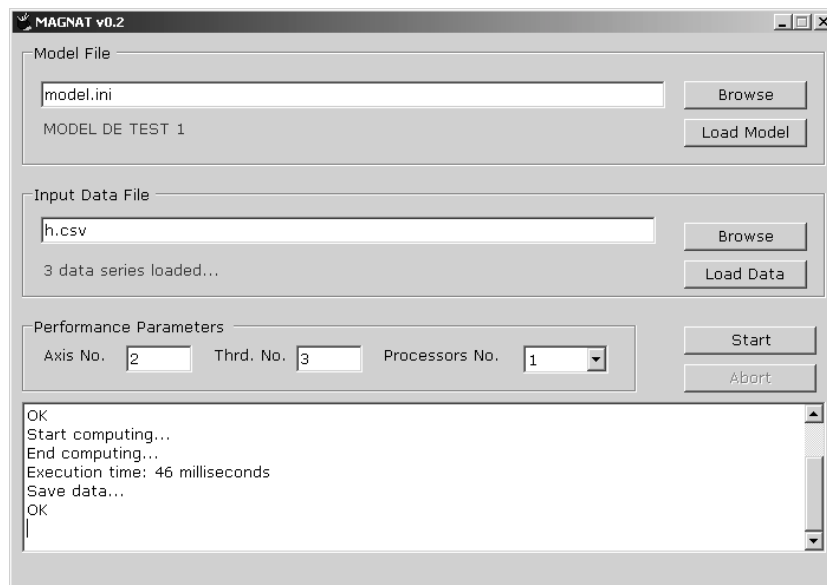 MAGNAT v0.2
Model File
model.ini
Browse
MODEL DE TEST 1
Load Model
Input Data File
h.csv
Browse
3 data series loaded...
Load Data
Performance Parameters
Axis No. 2 Thrd. No. 3 Processors No. 1
Start
Abort
OK
Start computing...
End computing...
Execution time: 46 milliseconds
Save data...
OK